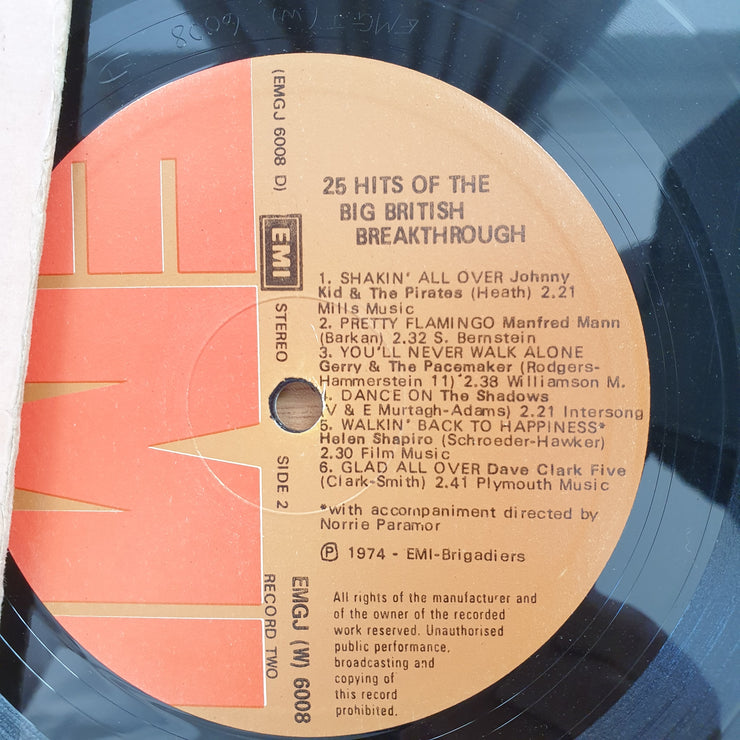 EMGJ (W) 6008
D
(EMGJ 6008 D)
EMI
STEREO
SIDE 2
EMGJ (W) 6008
RECORD TWO
25 HITS OF THE
BIG BRITISH
BREAKTHROUGH
1. SHAKIN' ALL OVER Johnny
Kid & The Pirates (Heath) 2.21
Mills Music
2. PRETTY FLAMINGO Manfred Mann
(Barkan) 2.32 S. Bernstein
3. YOU'LL NEVER WALK ALONE
Gerry & The Pacemaker (Rodgers-
Hammerstein 11) 2.38 Williamson M.
4. DANCE ON The Shadows
(V & E Murtagh-Adams) 2.21 Intersong
5. WALKIN' BACK TO HAPPINESS*
Helen Shapiro (Schroeder-Hawker)
2.30 Film Music
6. GLAD ALL OVER Dave Clark Five
(Clark-Smith) 2.41 Plymouth Music
*with accompaniment directed by
Norrie Paramor
Ⓟ 1974 - EMI-Brigadiers
All rights of the manufacturer and
of the owner of the recorded
work reserved. Unauthorised
public performance,
broadcasting and
copying of
this record
prohibited.